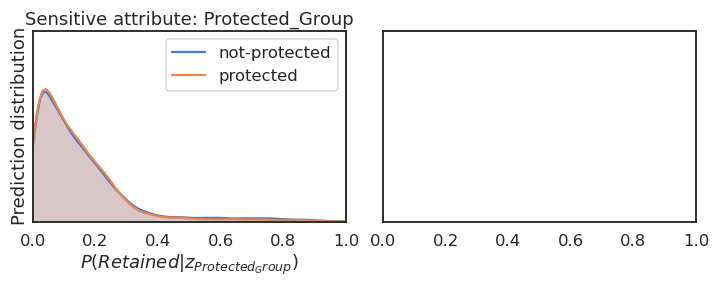 Sensitive attribute: Protected_Group
Prediction distribution
not-protected
protected
0.0 0.2 0.4 0.6 0.8 1.0
P(Retained|z_{Protected_Group})
0.0 0.2 0.4 0.6 0.8 1.0